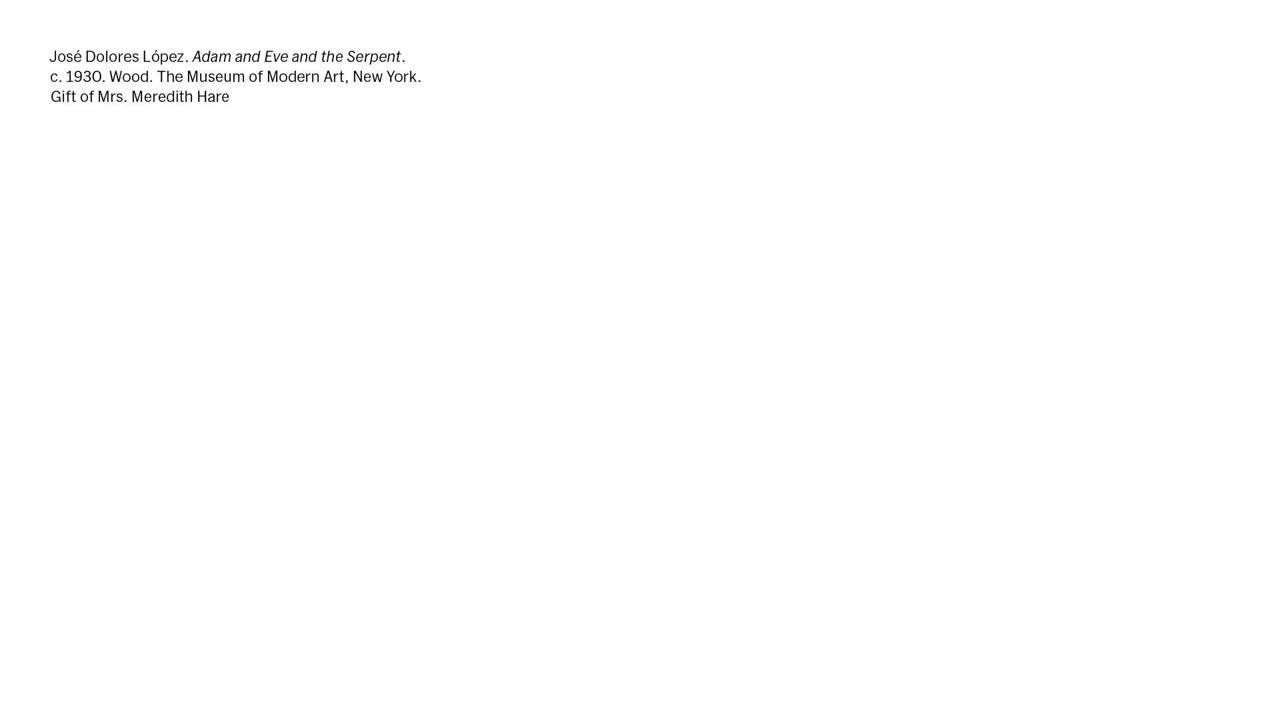 José Dolores López. Adam and Eve and the Serpent.
c. 1930. Wood. The Museum of Modern Art, New York.
Gift of Mrs. Meredith Hare